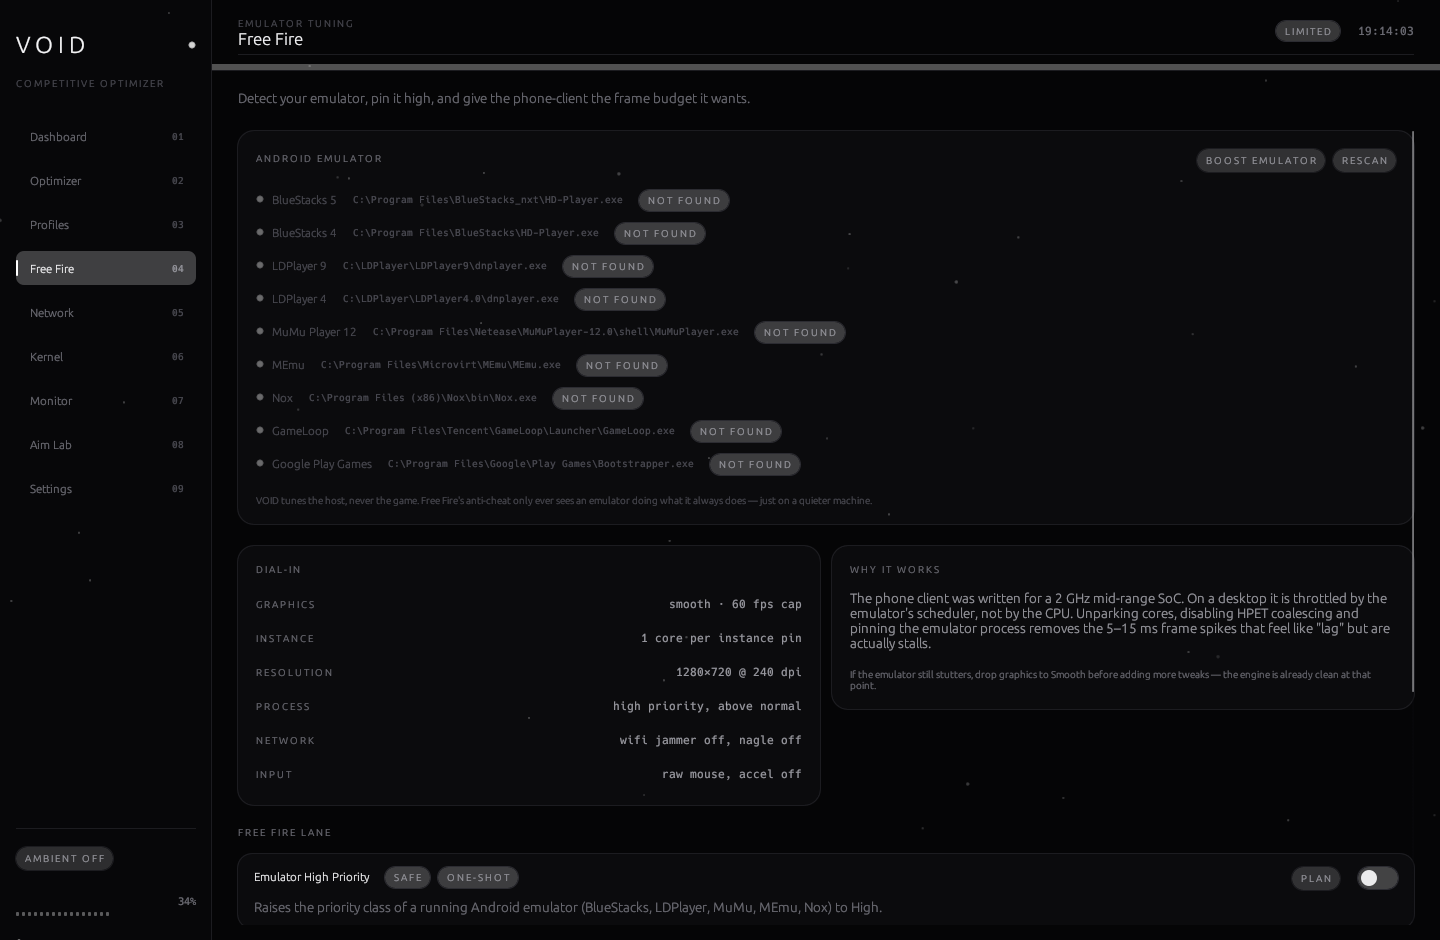 VOID
COMPETITIVE OPTIMIZER
Dashboard 01
Optimizer 02
Profiles 03
Free Fire 04
Network 05
Kernel 06
Monitor 07
Aim Lab 08
Settings 09
AMBIENT OFF
34%
EMULATOR TUNING
Free Fire
LIMITED 19:14:03
Detect your emulator, pin it high, and give the phone-client the frame budget it wants.
ANDROID EMULATOR
BOOST EMULATOR RESCAN
BlueStacks 5 C:\Program Files\BlueStacks_nxt\HD-Player.exe NOT FOUND
BlueStacks 4 C:\Program Files\BlueStacks\HD-Player.exe NOT FOUND
LDPlayer 9 C:\LDPlayer\LDPlayer9\dnplayer.exe NOT FOUND
LDPlayer 4 C:\LDPlayer\LDPlayer4.0\dnplayer.exe NOT FOUND
MuMu Player 12 C:\Program Files\Netease\MuMuPlayer-12.0\shell\MuMuPlayer.exe NOT FOUND
MEmu C:\Program Files\Microvirt\MEmu\MEmu.exe NOT FOUND
Nox C:\Program Files (x86)\Nox\bin\Nox.exe NOT FOUND
GameLoop C:\Program Files\Tencent\GameLoop\Launcher\GameLoop.exe NOT FOUND
Google Play Games C:\Program Files\Google\Play Games\Bootstrapper.exe NOT FOUND
VOID tunes the host, never the game. Free Fire's anti-cheat only ever sees an emulator doing what it always does — just on a quieter machine.
DIAL-IN
GRAPHICS smooth · 60 fps cap
INSTANCE 1 core per instance pin
RESOLUTION 1280×720 @ 240 dpi
PROCESS high priority, above normal
NETWORK wifi jammer off, nagle off
INPUT raw mouse, accel off
WHY IT WORKS
The phone client was written for a 2 GHz mid-range SoC. On a desktop it is throttled by the
emulator's scheduler, not by the CPU. Unparking cores, disabling HPET coalescing and
pinning the emulator process removes the 5–15 ms frame spikes that feel like "lag" but are
actually stalls.
If the emulator still stutters, drop graphics to Smooth before adding more tweaks — the engine is already clean at that
point.
FREE FIRE LANE
Emulator High Priority SAFE ONE-SHOT PLAN
Raises the priority class of a running Android emulator (BlueStacks, LDPlayer, MuMu, MEmu, Nox) to High.